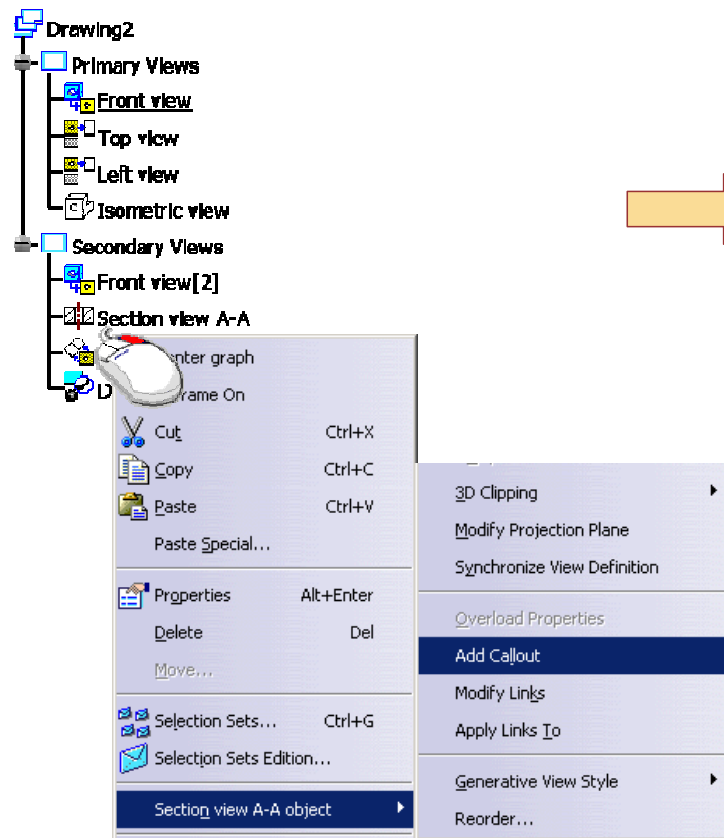 Drawing2
Primary Views
Front view
Top view
Left view
Isometric view
Secondary Views
Front view[2]
Section view A-A
D
enter graph
rame On
Cut Ctrl+X
Copy Ctrl+C
Paste Ctrl+V
Paste Special...
Properties Alt+Enter
Delete Del
Move...
Selection Sets... Ctrl+G
Selection Sets Edition...
Section view A-A object
3D Clipping
Modify Projection Plane
Synchronize View Definition
Overload Properties
Add Callout
Modify Links
Apply Links To
Generative View Style
Reorder...